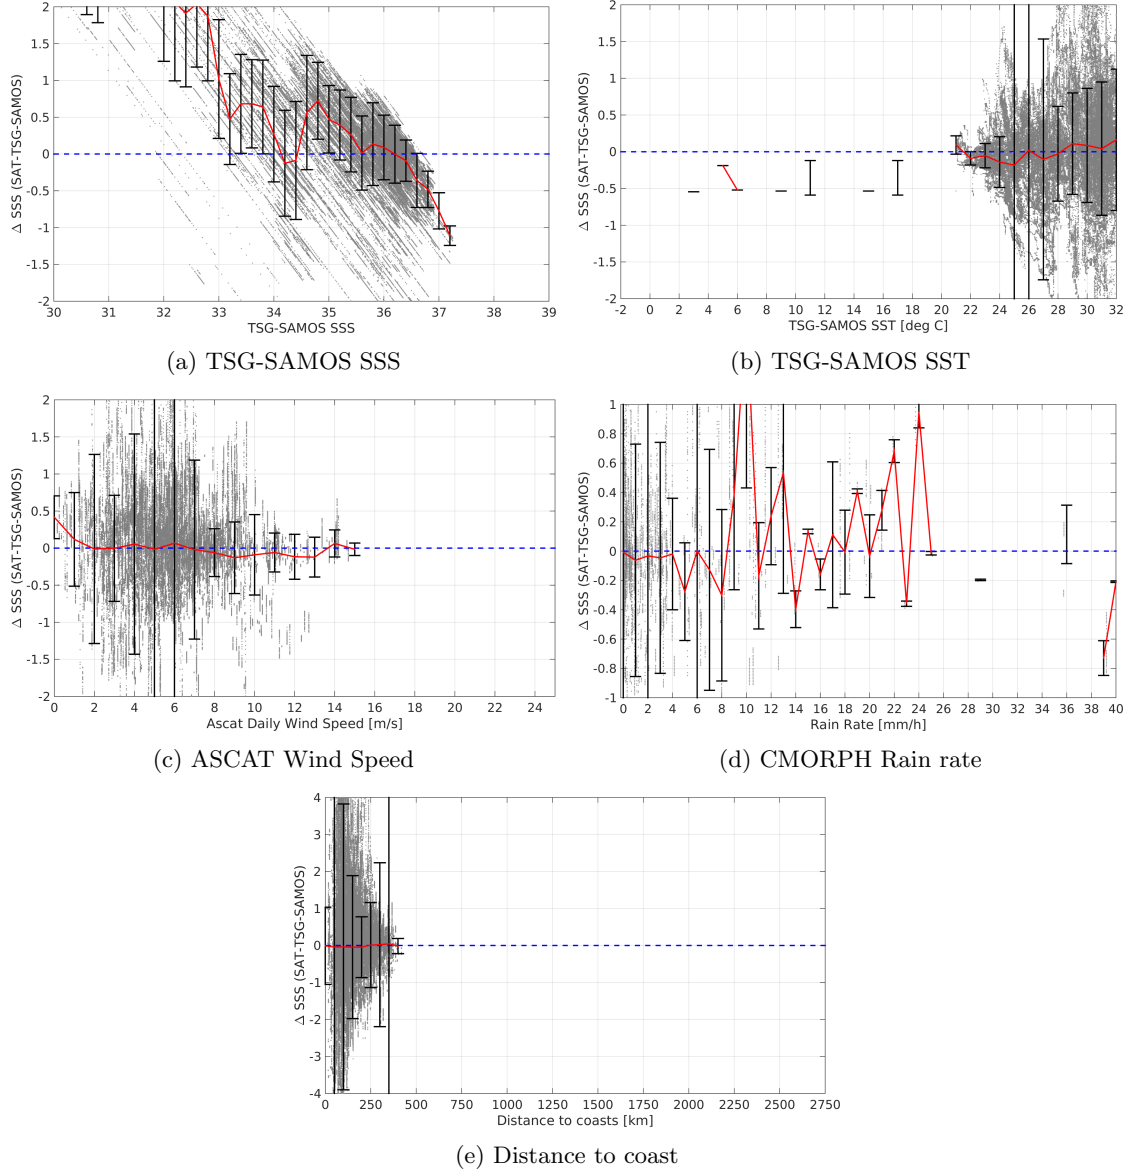 2
1.5
1
0.5
0
-0.5
-1
-1.5
-2
Δ SSS (SAT-TSG-SAMOS)
30 31 32 33 34 35 36 37 38 39
TSG-SAMOS SSS
(a) TSG-SAMOS SSS
2
1.5
1
0.5
0
-0.5
-1
-1.5
-2
Δ SSS (SAT-TSG-SAMOS)
-2 0 2 4 6 8 10 12 14 16 18 20 22 24 26 28 30 32
TSG-SAMOS SST [deg C]
(b) TSG-SAMOS SST
2
1.5
1
0.5
0
-0.5
-1
-1.5
-2
Δ SSS (SAT-TSG-SAMOS)
0 2 4 6 8 10 12 14 16 18 20 22 24
Ascat Daily Wind Speed [m/s]
(c) ASCAT Wind Speed
1
0.8
0.6
0.4
0.2
0
-0.2
-0.4
-0.6
-0.8
-1
Δ SSS (SAT-TSG-SAMOS)
0 2 4 6 8 10 12 14 16 18 20 22 24 26 28 30 32 34 36 38 40
Rain Rate [mm/h]
(d) CMORPH Rain rate
4
3
2
1
0
-1
-2
-3
-4
Δ SSS (SAT-TSG-SAMOS)
0 250 500 750 1000 1250 1500 1750 2000 2250 2500 2750
Distance to coasts [km]
(e) Distance to coast